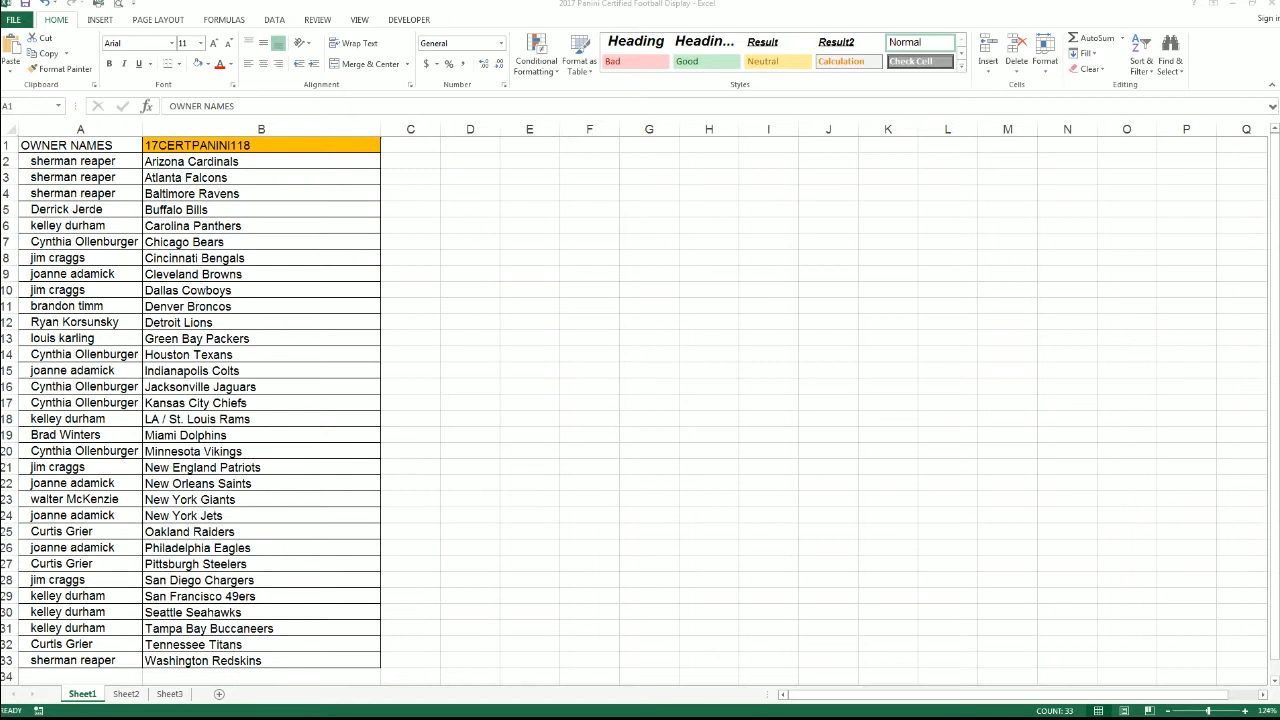 2017 Panini Certified Football Display - Excel
FILE HOME INSERT PAGE LAYOUT FORMULAS DATA REVIEW VIEW DEVELOPER Sign in
Paste Cut Copy Format Painter Clipboard
Arial 11 B I U A Font
Wrap Text Merge & Center Alignment
General $ % Number
Conditional Formatting Format as Table
Heading Headin... Result Result2 Normal
Bad Good Neutral Calculation Check Cell
Styles
Insert Delete Format Cells
AutoSum Fill Clear Sort & Filter Find & Select Editing
A1 fx OWNER NAMES
A B C D E F G H I J K L M N O P Q
1 OWNER NAMES 17CERTPANINI118
2 sherman reaper Arizona Cardinals
3 sherman reaper Atlanta Falcons
4 sherman reaper Baltimore Ravens
5 Derrick Jerde Buffalo Bills
6 kelley durham Carolina Panthers
7 Cynthia Ollenburger Chicago Bears
8 jim craggs Cincinnati Bengals
9 joanne adamick Cleveland Browns
10 jim craggs Dallas Cowboys
11 brandon timm Denver Broncos
12 Ryan Korsunsky Detroit Lions
13 louis karling Green Bay Packers
14 Cynthia Ollenburger Houston Texans
15 joanne adamick Indianapolis Colts
16 Cynthia Ollenburger Jacksonville Jaguars
17 Cynthia Ollenburger Kansas City Chiefs
18 kelley durham LA / St. Louis Rams
19 Brad Winters Miami Dolphins
20 Cynthia Ollenburger Minnesota Vikings
21 jim craggs New England Patriots
22 joanne adamick New Orleans Saints
23 walter McKenzie New York Giants
24 joanne adamick New York Jets
25 Curtis Grier Oakland Raiders
26 joanne adamick Philadelphia Eagles
27 Curtis Grier Pittsburgh Steelers
28 jim craggs San Diego Chargers
29 kelley durham San Francisco 49ers
30 kelley durham Seattle Seahawks
31 kelley durham Tampa Bay Buccaneers
32 Curtis Grier Tennessee Titans
33 sherman reaper Washington Redskins
34
Sheet1 Sheet2 Sheet3
READY COUNT: 33 124%